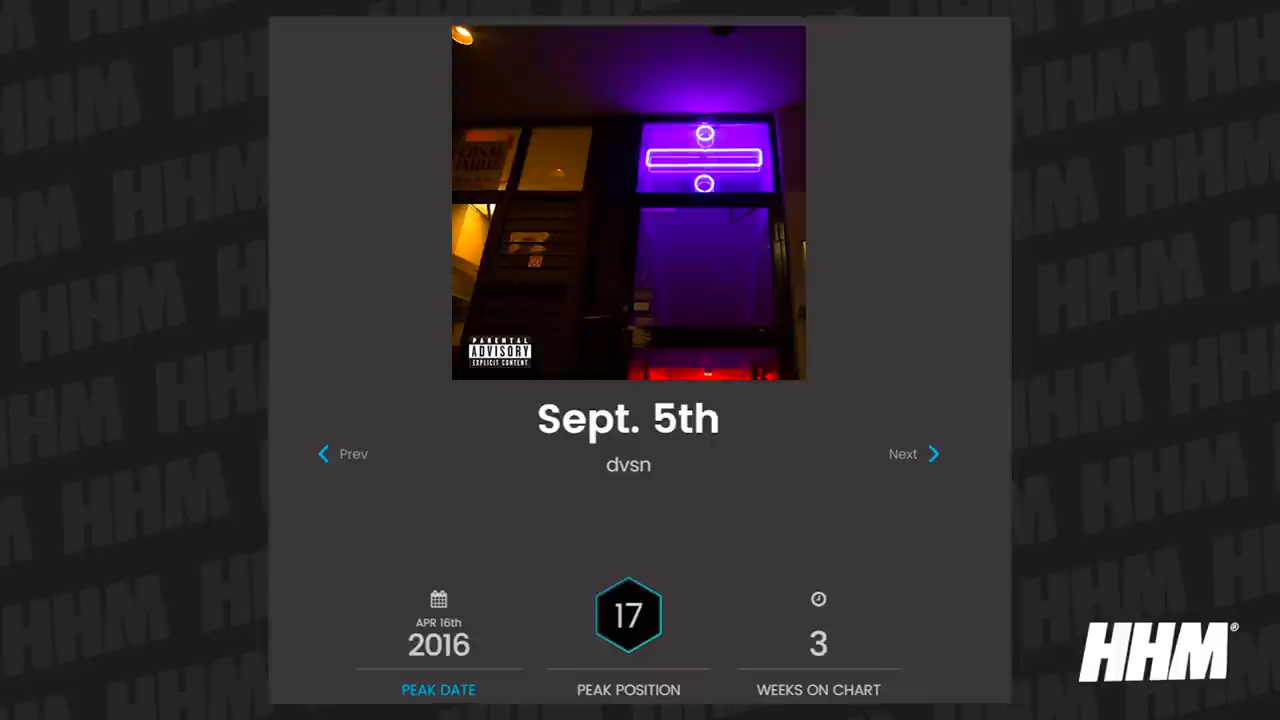 PARENTAL
ADVISORY
EXPLICIT CONTENT
Sept. 5th
Prev
Next
dvsn
APR 16th
2016
17
3
PEAK DATE
PEAK POSITION
WEEKS ON CHART
HHM®